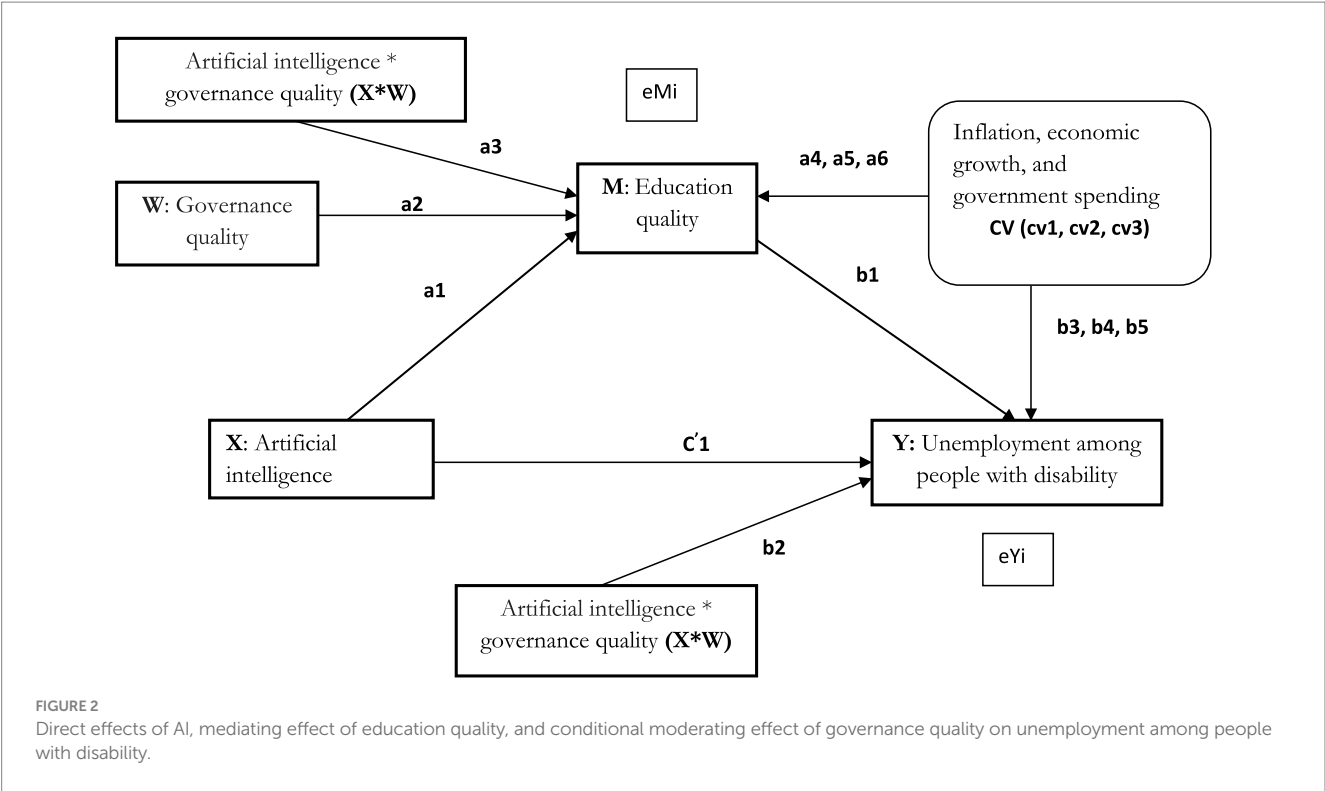 Artificial intelligence *
governance quality (X*W)
eMi
Inflation, economic
growth, and
government spending
CV (cv1, cv2, cv3)
a3
a4, a5, a6
M: Education
quality
W: Governance
quality
a2
a1
b1
b3, b4, b5
X: Artificial
intelligence
C’1
Y: Unemployment among
people with disability
b2
eYi
Artificial intelligence *
governance quality (X*W)
FIGURE 2
Direct effects of AI, mediating effect of education quality, and conditional moderating effect of governance quality on unemployment among people
with disability.